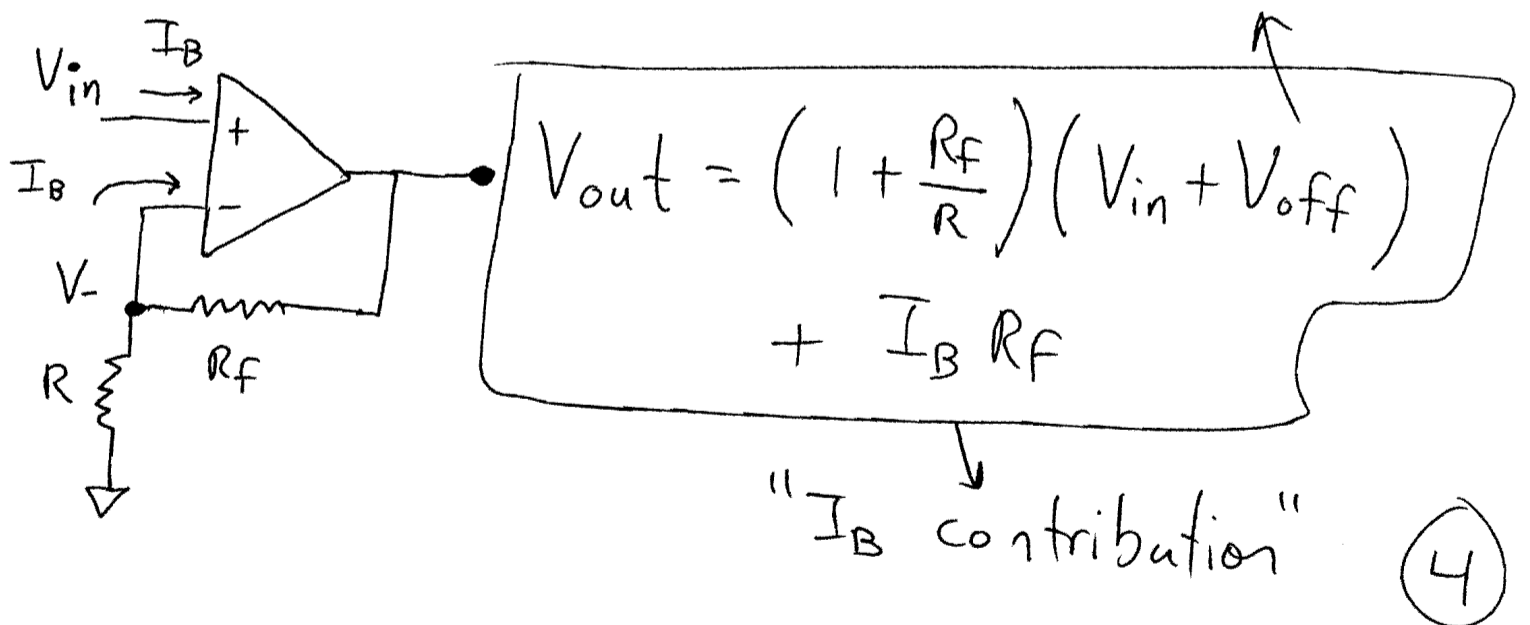 I_B
V_in
+
I_B
-
V_-
R_f
R
V_out = (1 + R_f/R)(V_in + V_off)
+ I_B R_F
"I_B contribution"
4